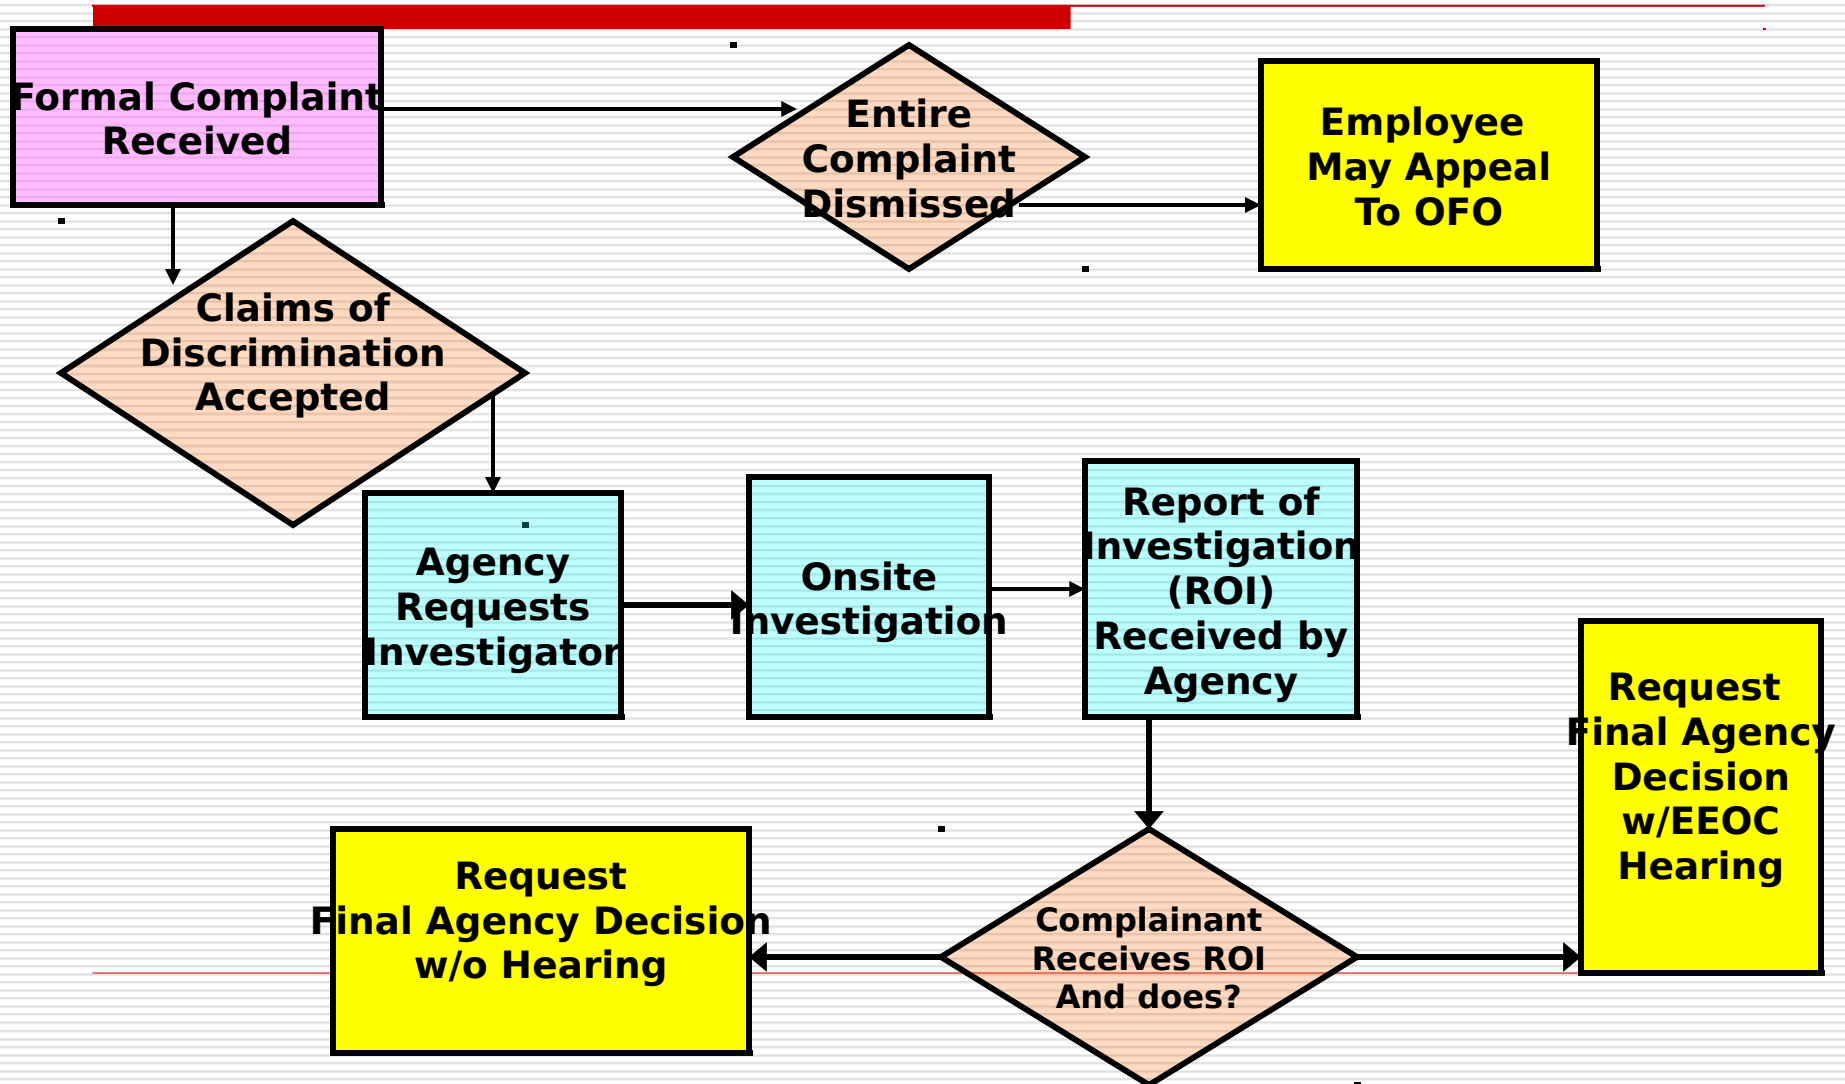 Formal Complaint
Received
Entire
Complaint
Dismissed
Employee
May Appeal
To OFO
Claims of
Discrimination
Accepted
Agency
Requests
Investigator
Onsite
Investigation
Report of
Investigation
(ROI)
Received by
Agency
Request
Final Agency
Decision
w/EEOC
Hearing
Request
Final Agency Decision
w/o Hearing
Complainant
Receives ROI
And does?